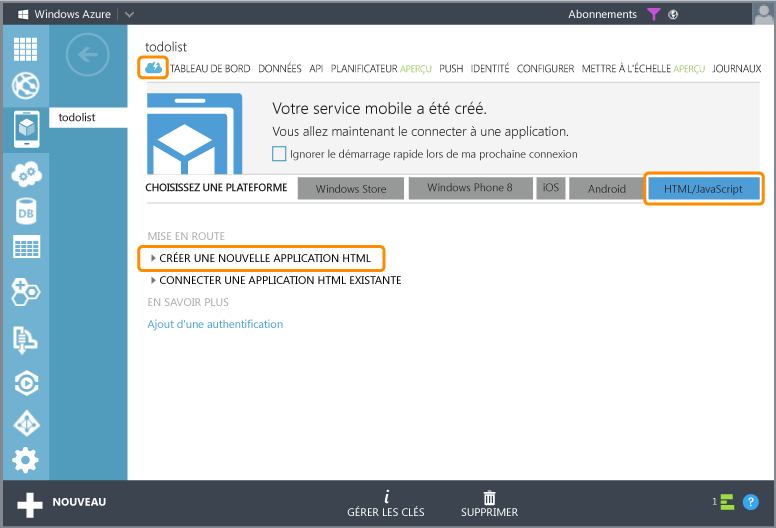 Windows Azure
Abonnements
todolist
todolist
TABLEAU DE BORD DONNÉES API PLANIFICATEUR APERÇU PUSH IDENTITÉ CONFIGURER METTRE À L'ÉCHELLE APERÇU JOURNAUX
Votre service mobile a été créé.
Vous allez maintenant le connecter à une application.
Ignorer le démarrage rapide lors de ma prochaine connexion
CHOISISSEZ UNE PLATEFORME Windows Store Windows Phone 8 iOS Android HTML/JavaScript
MISE EN ROUTE
CRÉER UNE NOUVELLE APPLICATION HTML
CONNECTER UNE APPLICATION HTML EXISTANTE
EN SAVOIR PLUS
Ajout d'une authentification
DB
NOUVEAU
GÉRER LES CLÉS
SUPPRIMER
1
?